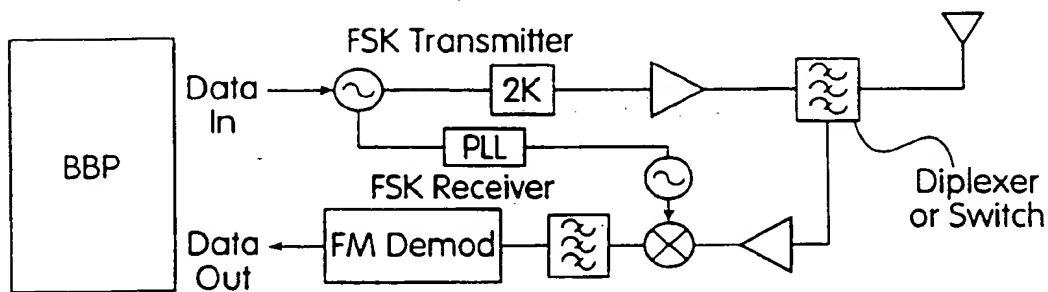 FSK Transmitter
Data
In
2K
BBP
PLL
FSK Receiver
Diplexer
or Switch
Data
Out
FM Demod